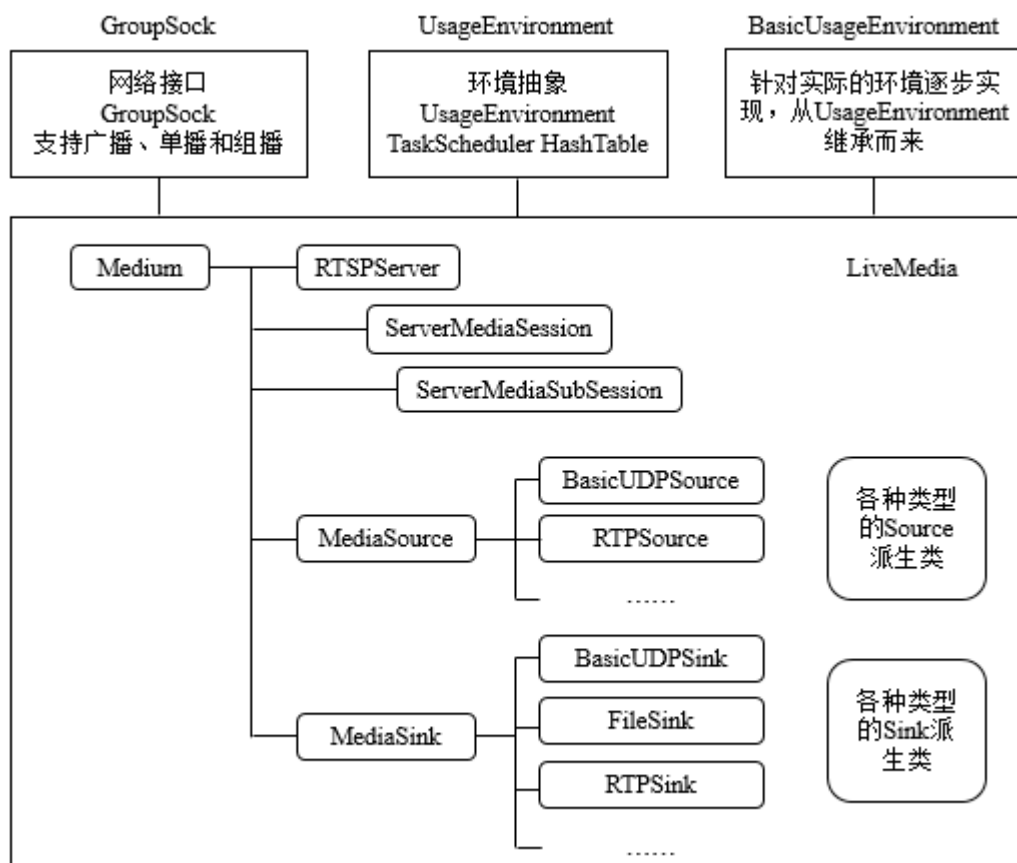 GroupSock
UsageEnvironment
BasicUsageEnvironment
网络接口
GroupSock
支持广播、单播和组播
环境抽象
UsageEnvironment
TaskScheduler HashTable
针对实际的环境逐步实
现，从UsageEnvironment
继承而来
Medium
RTSPServer
LiveMedia
ServerMediaSession
ServerMediaSubSession
BasicUDPSource
MediaSource
RTPSource
......
各种类型
的Source
派生类
BasicUDPSink
MediaSink
FileSink
RTPSink
......
各种类型
的Sink派
生类